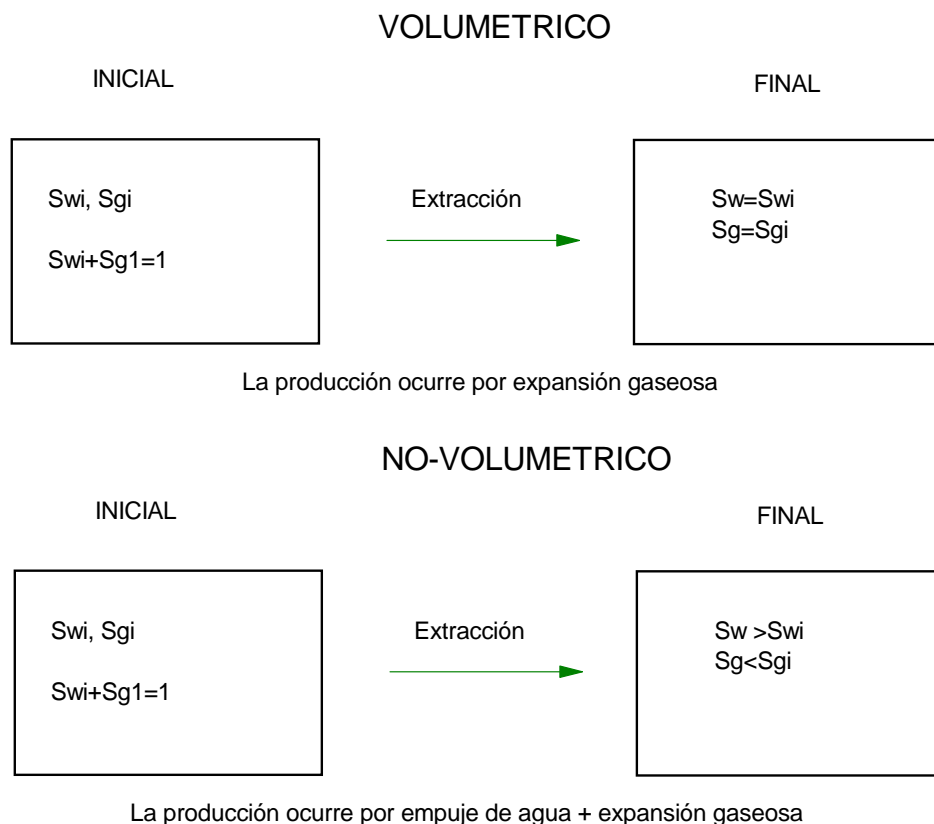 VOLUMETRICO
INICIAL
FINAL
Swi, Sgi
Swi+Sg1=1
Extracción
Sw=Swi
Sg=Sgi
La producción ocurre por expansión gaseosa
NO-VOLUMETRICO
INICIAL
FINAL
Swi, Sgi
Swi+Sg1=1
Extracción
Sw >Swi
Sg<Sgi
La producción ocurre por empuje de agua + expansión gaseosa